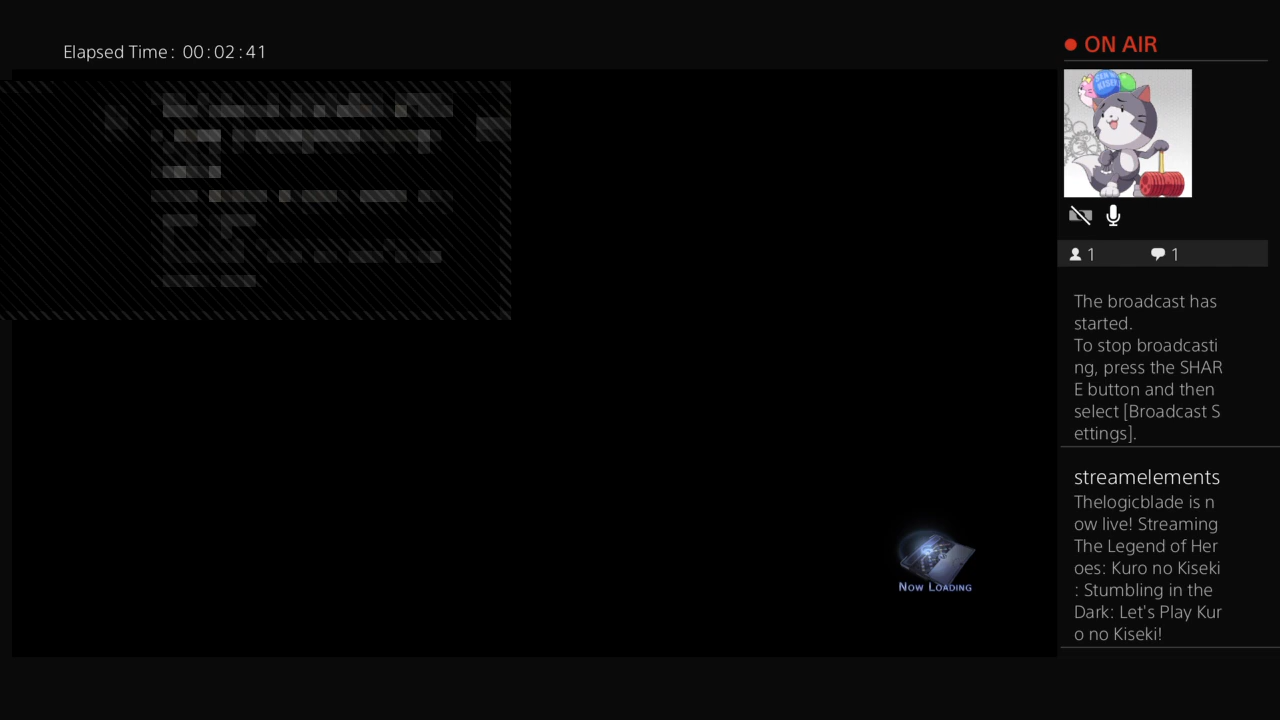 Elapsed Time: 00:02:41
ON AIR
1
1
The broadcast has
started.
To stop broadcasti
ng, press the SHAR
E button and then
select [Broadcast S
ettings].
streamelements
Thelogicblade is n
ow live! Streaming
The Legend of Her
oes: Kuro no Kiseki
: Stumbling in the
Dark: Let's Play Kur
o no Kiseki!
NOW LOADING